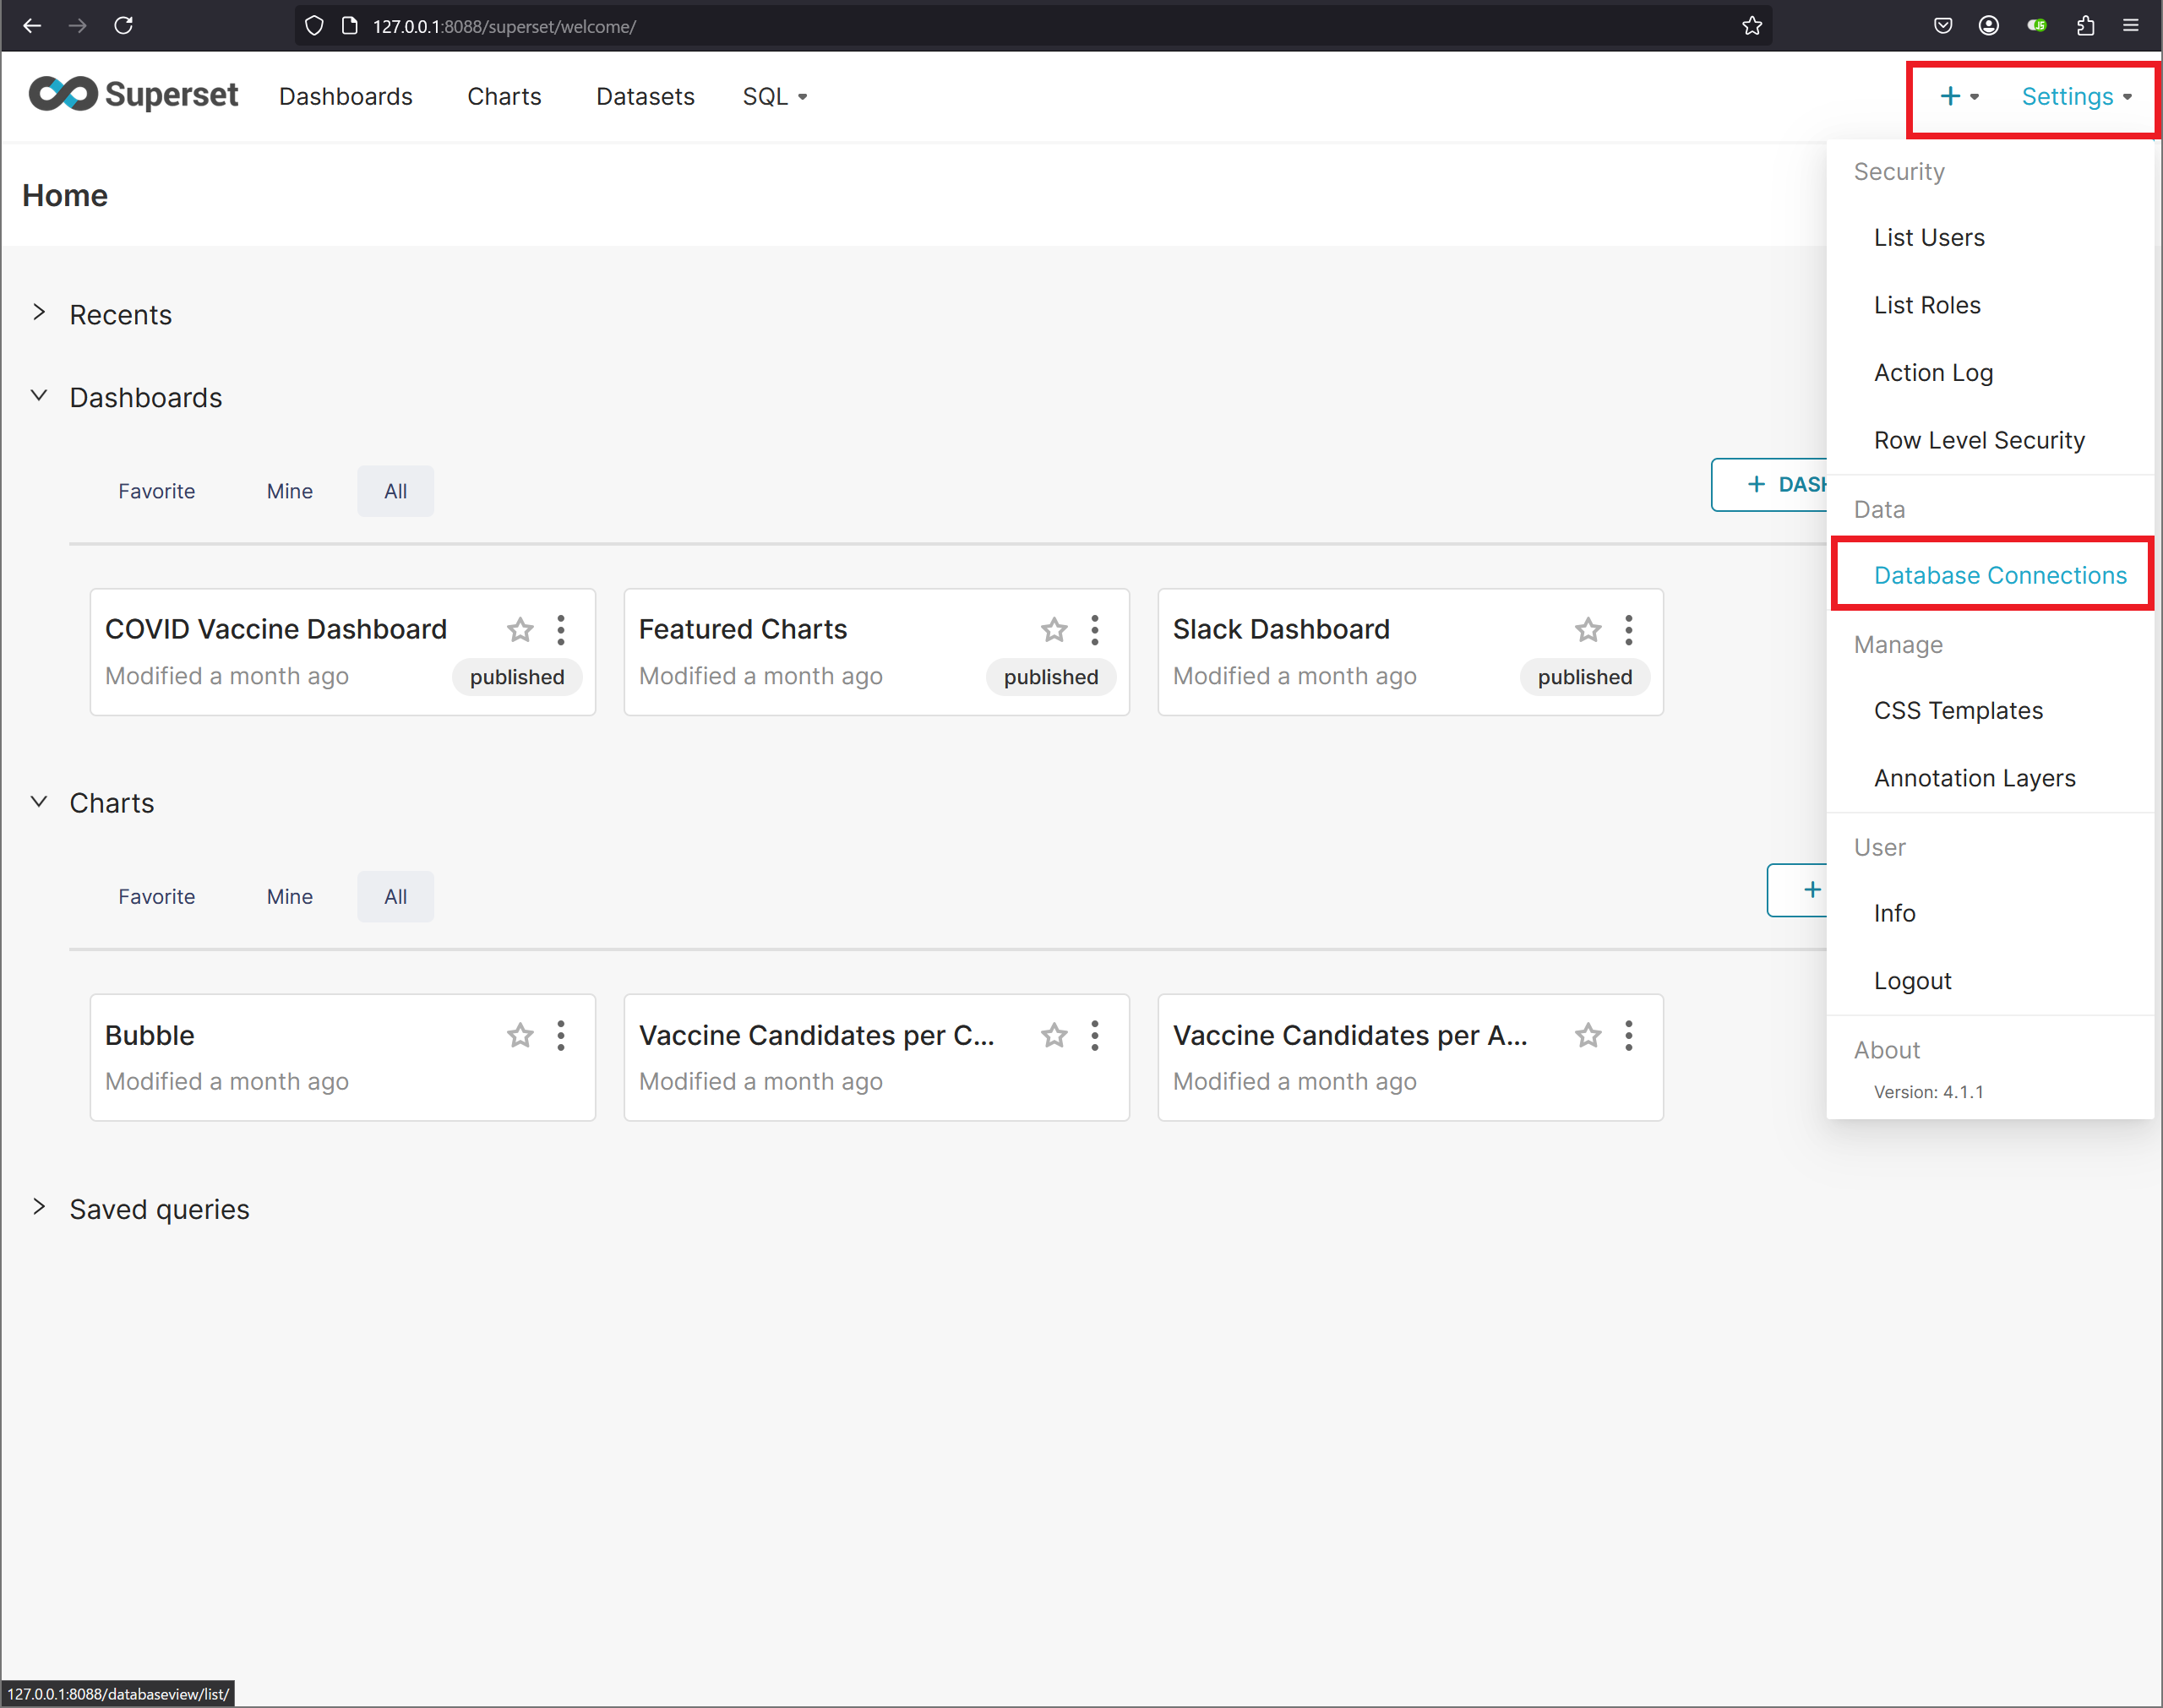 127.0.0.1:8088/superset/welcome/
JS
Superset
Dashboards Charts Datasets SQL
+ Settings
Home
Security
List Users
List Roles
Action Log
Row Level Security
Data
Database Connections
Manage
CSS Templates
Annotation Layers
User
Info
Logout
About
Version: 4.1.1
Recents
Dashboards
Favorite Mine All
+ DASH
COVID Vaccine Dashboard
Modified a month ago published
Featured Charts
Modified a month ago published
Slack Dashboard
Modified a month ago published
Charts
Favorite Mine All
+
Bubble
Modified a month ago
Vaccine Candidates per C...
Modified a month ago
Vaccine Candidates per A...
Modified a month ago
Saved queries
127.0.0.1:8088/databaseview/list/